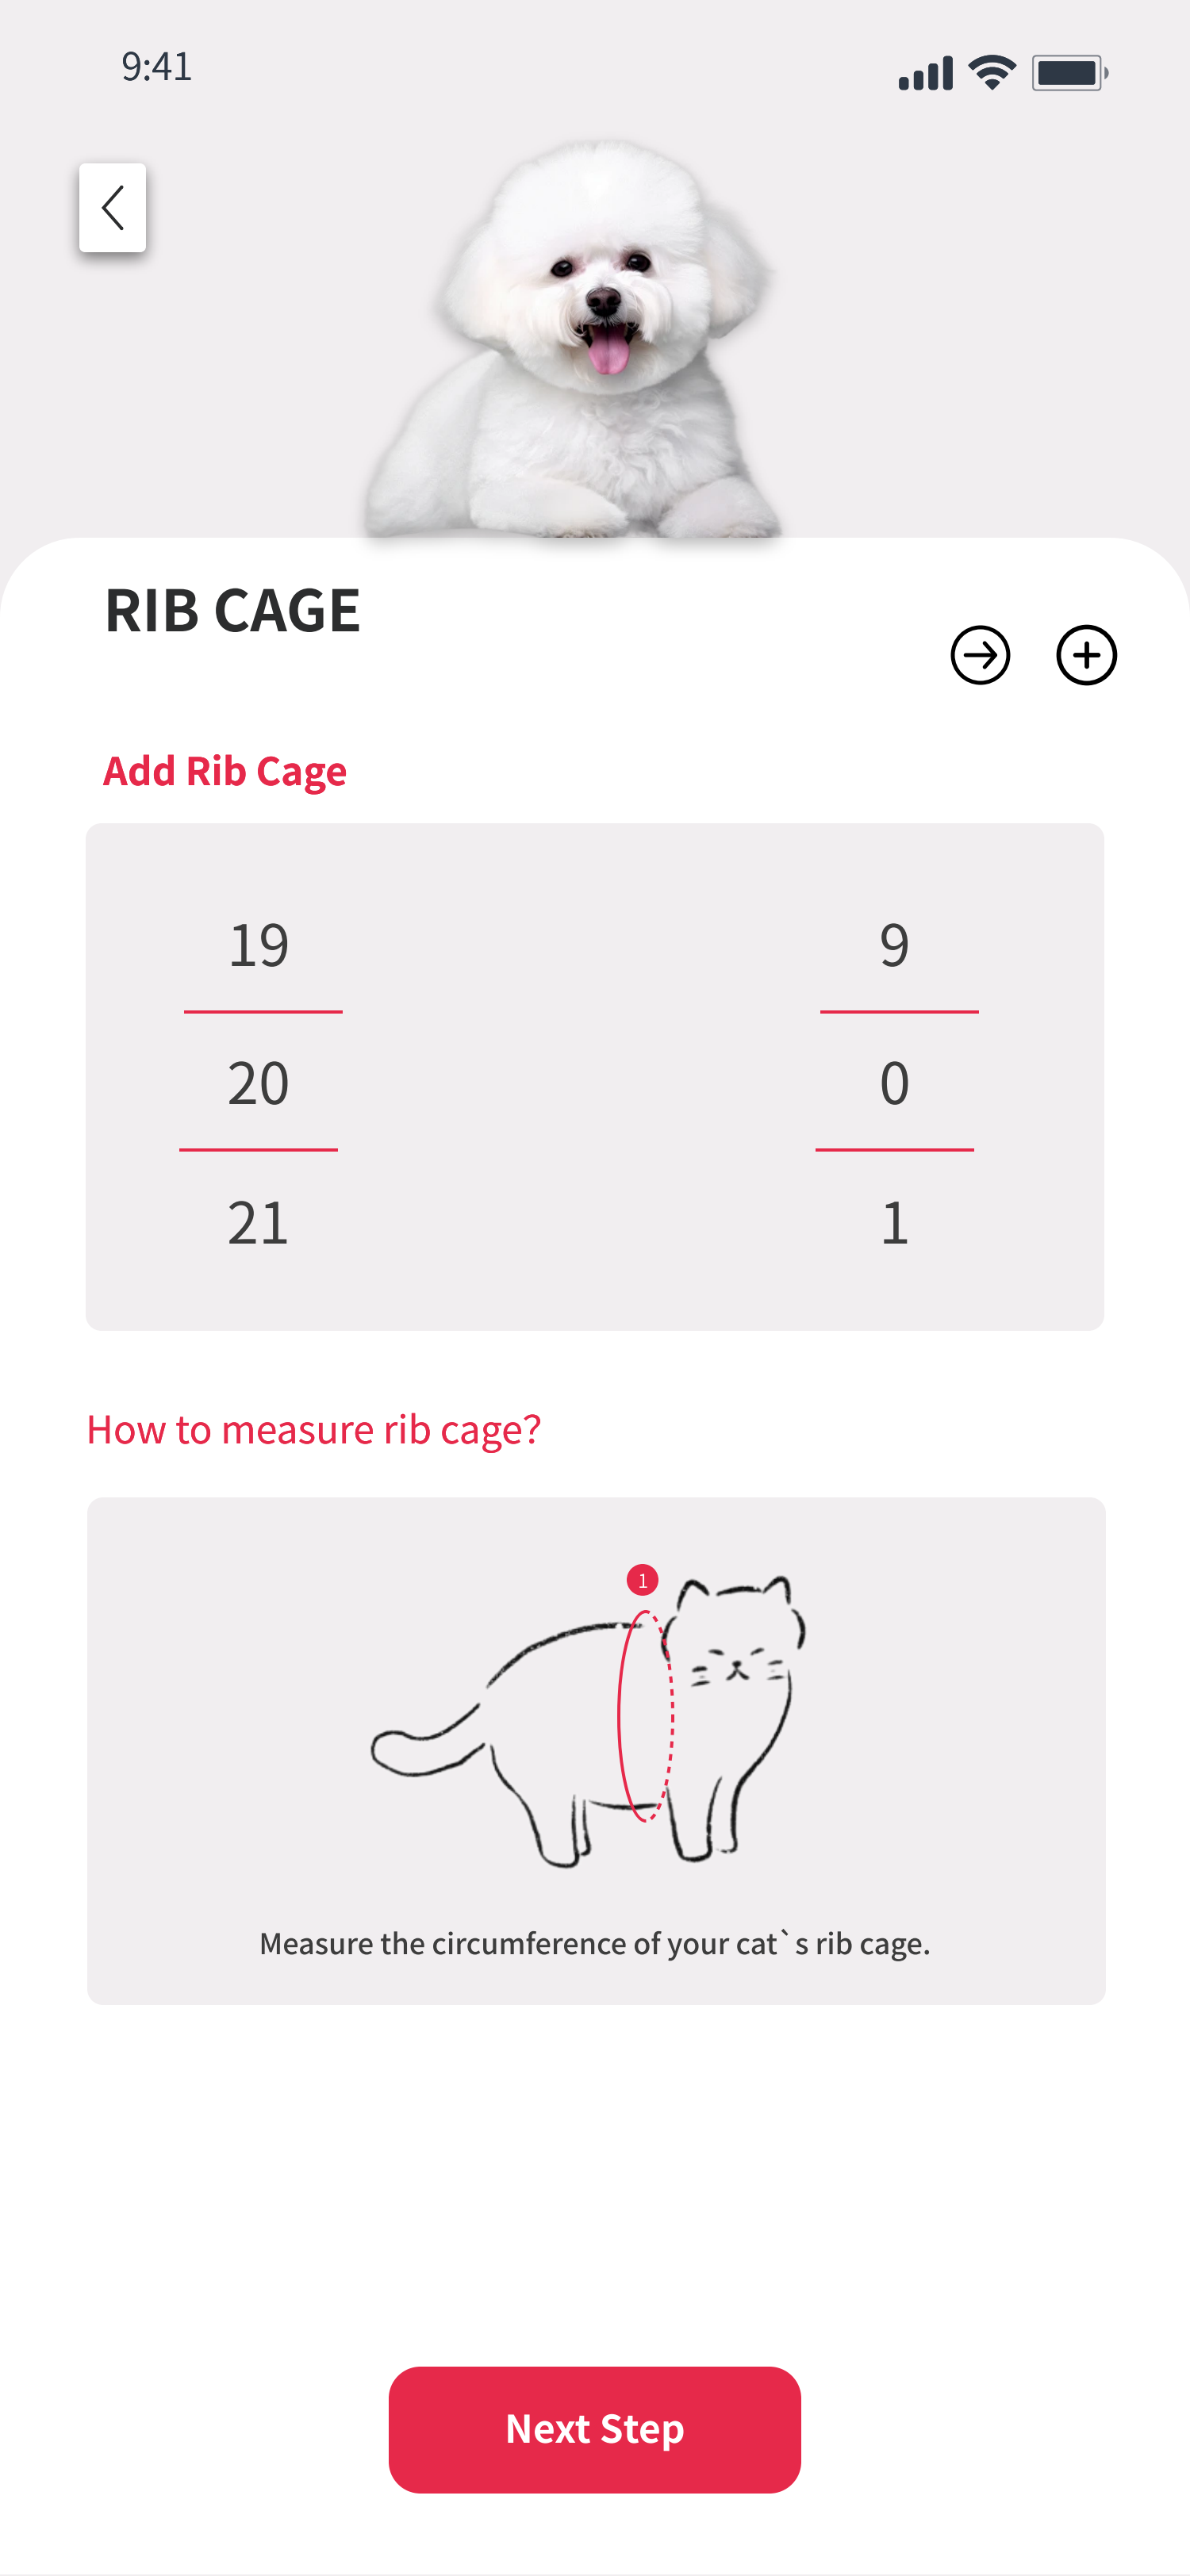 9:41
RIB CAGE
Add Rib Cage
19 9
20 0
21 1
How to measure rib cage?
1
Measure the circumference of your cat`s rib cage.
Next Step